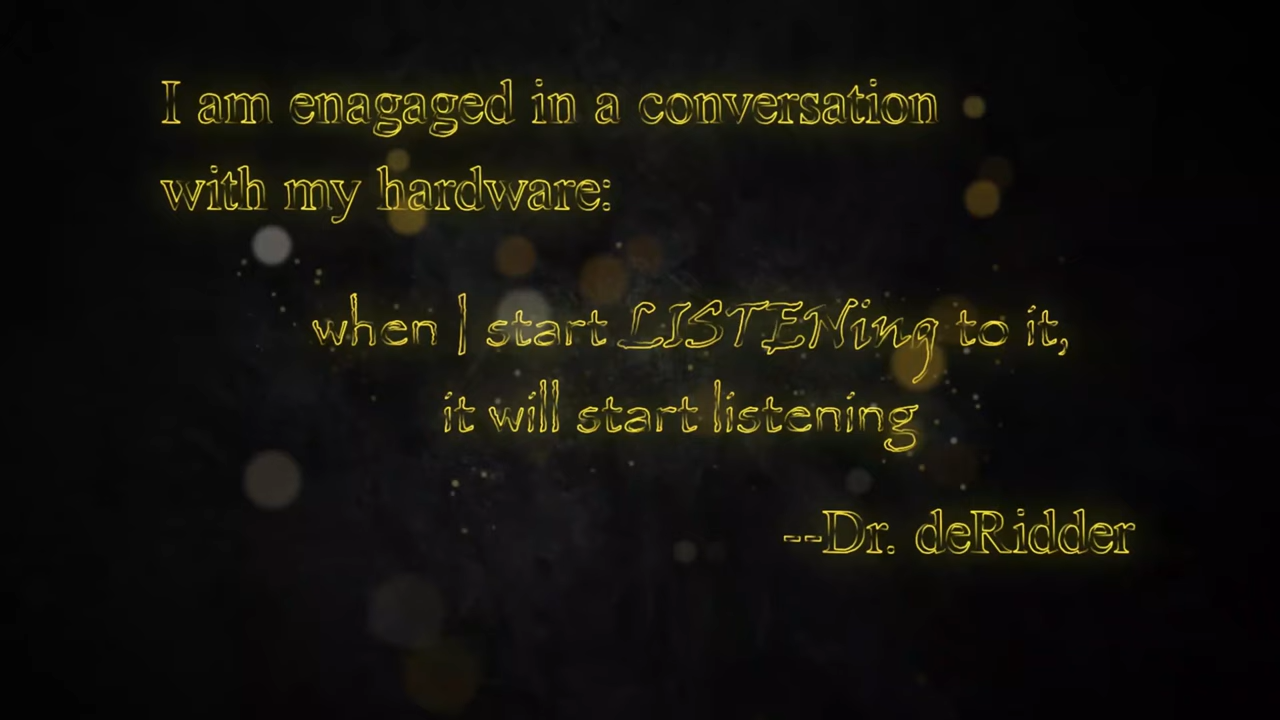 I am enagaged in a conversation
with my hardware:
when I start LISTENing to it,
it will start listening
--Dr. deRidder